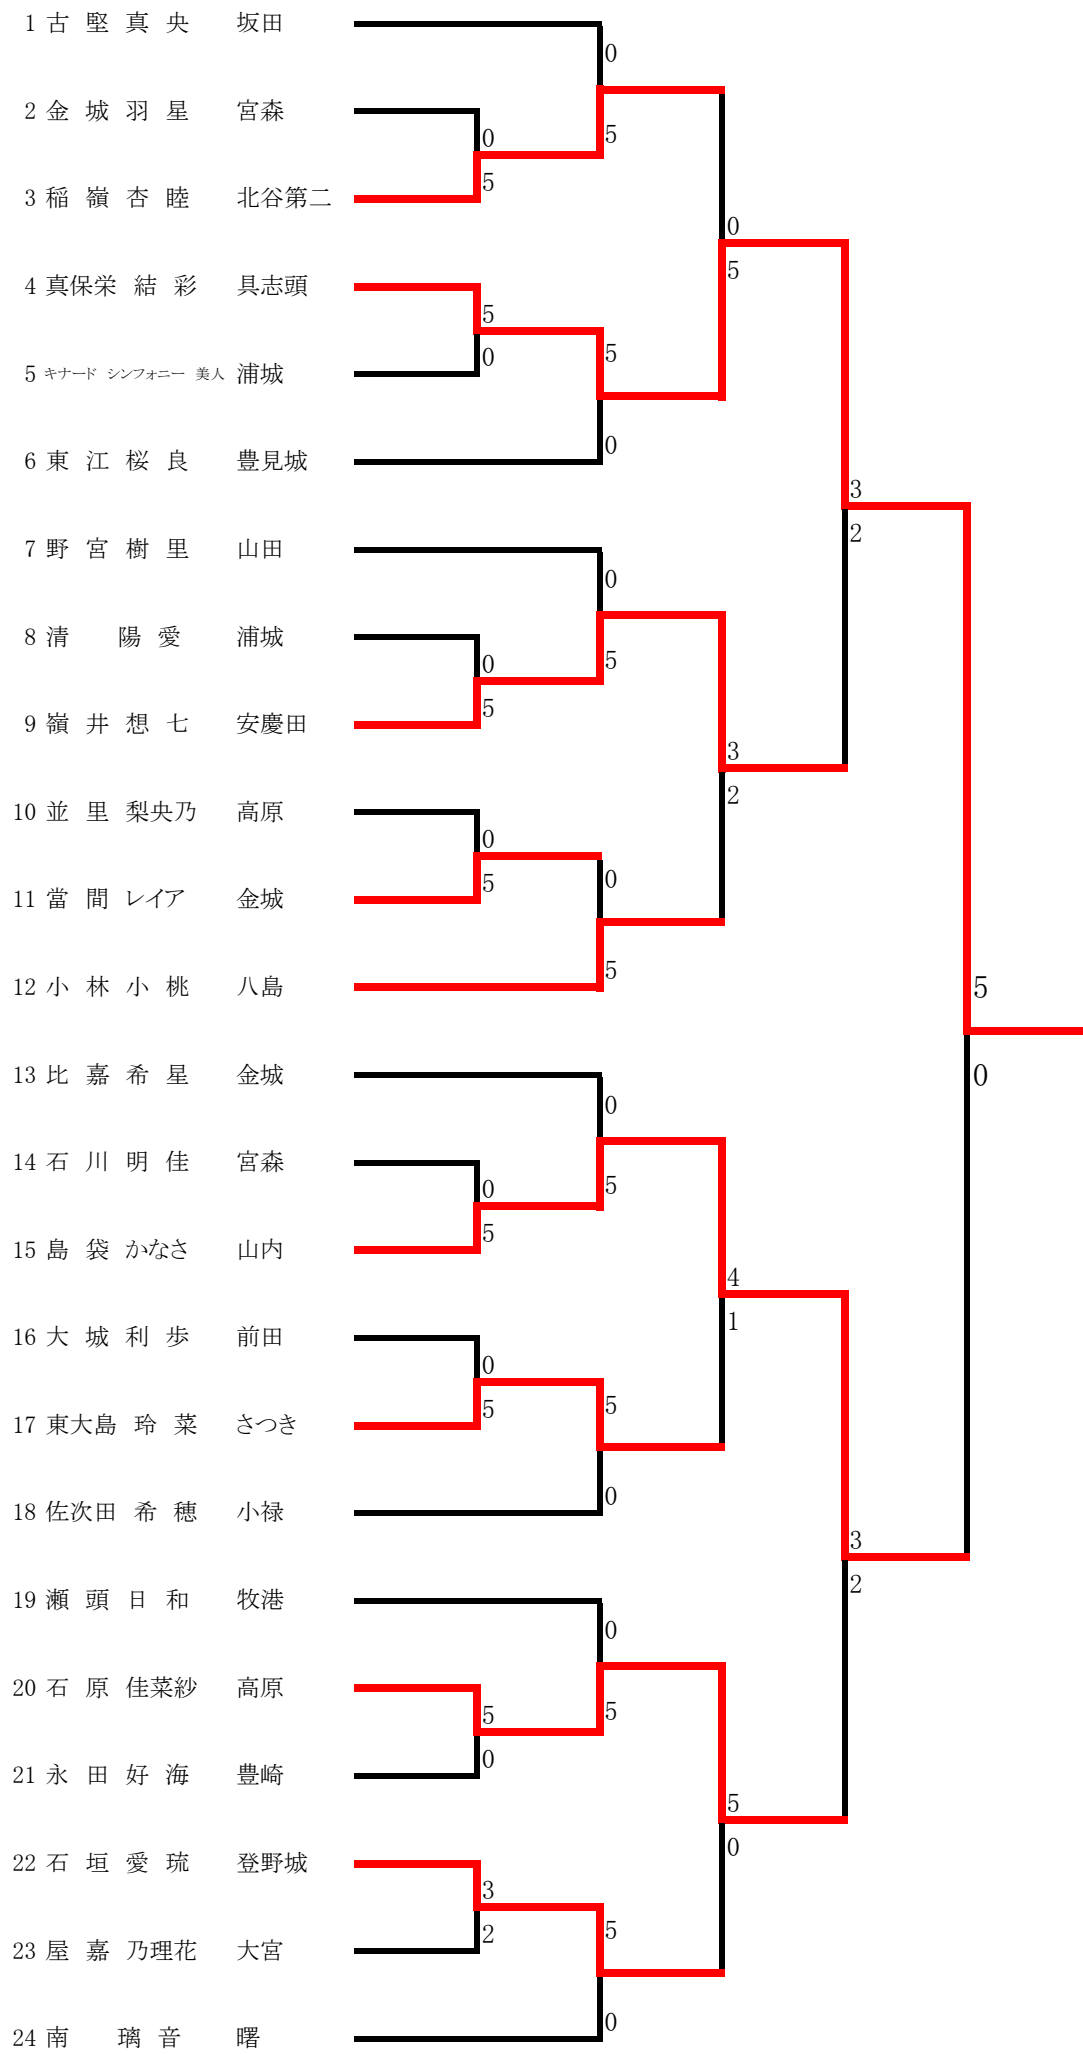 1 古 堅 真 央 坂田
0
2 金 城 羽 星 宮森
0
5
5
3 稲 嶺 杏 睦 北谷第二
0
5
4 真保栄 結 彩 具志頭
5
0
5
5 キナード シンフォニー 美人 浦城
0
6 東 江 桜 良 豊見城
3
2
7 野 宮 樹 里 山田
0
8 清 陽 愛 浦城
0
5
5
9 嶺 井 想 七 安慶田
3
2
10 並 里 梨央乃 高原
0
5
0
11 當 間 レイア 金城
5
12 小 林 小 桃 八島
5
0
13 比 嘉 希 星 金城
0
14 石 川 明 佳 宮森
0
5
5
15 島 袋 かなさ 山内
4
1
16 大 城 利 歩 前田
0
5
5
17 東大島 玲 菜 さつき
0
18 佐次田 希 穂 小禄
3
2
19 瀬 頭 日 和 牧港
0
20 石 原 佳菜紗 高原
5
0
5
21 永 田 好 海 豊崎
5
0
22 石 垣 愛 琉 登野城
3
2
5
23 屋 嘉 乃理花 大宮
0
24 南 璃 音 曙